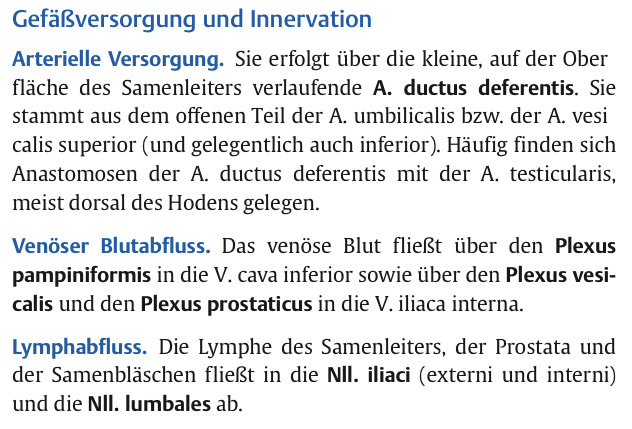 Gefäßversorgung und Innervation
Arterielle Versorgung. Sie erfolgt über die kleine, auf der Ober
fläche des Samenleiters verlaufende A. ductus deferentis. Sie
stammt aus dem offenen Teil der A. umbilicalis bzw. der A. vesi
calis superior (und gelegentlich auch inferior). Häufig finden sich
Anastomosen der A. ductus deferentis mit der A. testicularis,
meist dorsal des Hodens gelegen.
Venöser Blutabfluss. Das venöse Blut fließt über den Plexus
pampiniformis in die V. cava inferior sowie über den Plexus vesi-
calis und den Plexus prostaticus in die V. iliaca interna.
Lymphabfluss. Die Lymphe des Samenleiters, der Prostata und
der Samenbläschen fließt in die Nll. iliaci (externi und interni)
und die Nll. lumbales ab.